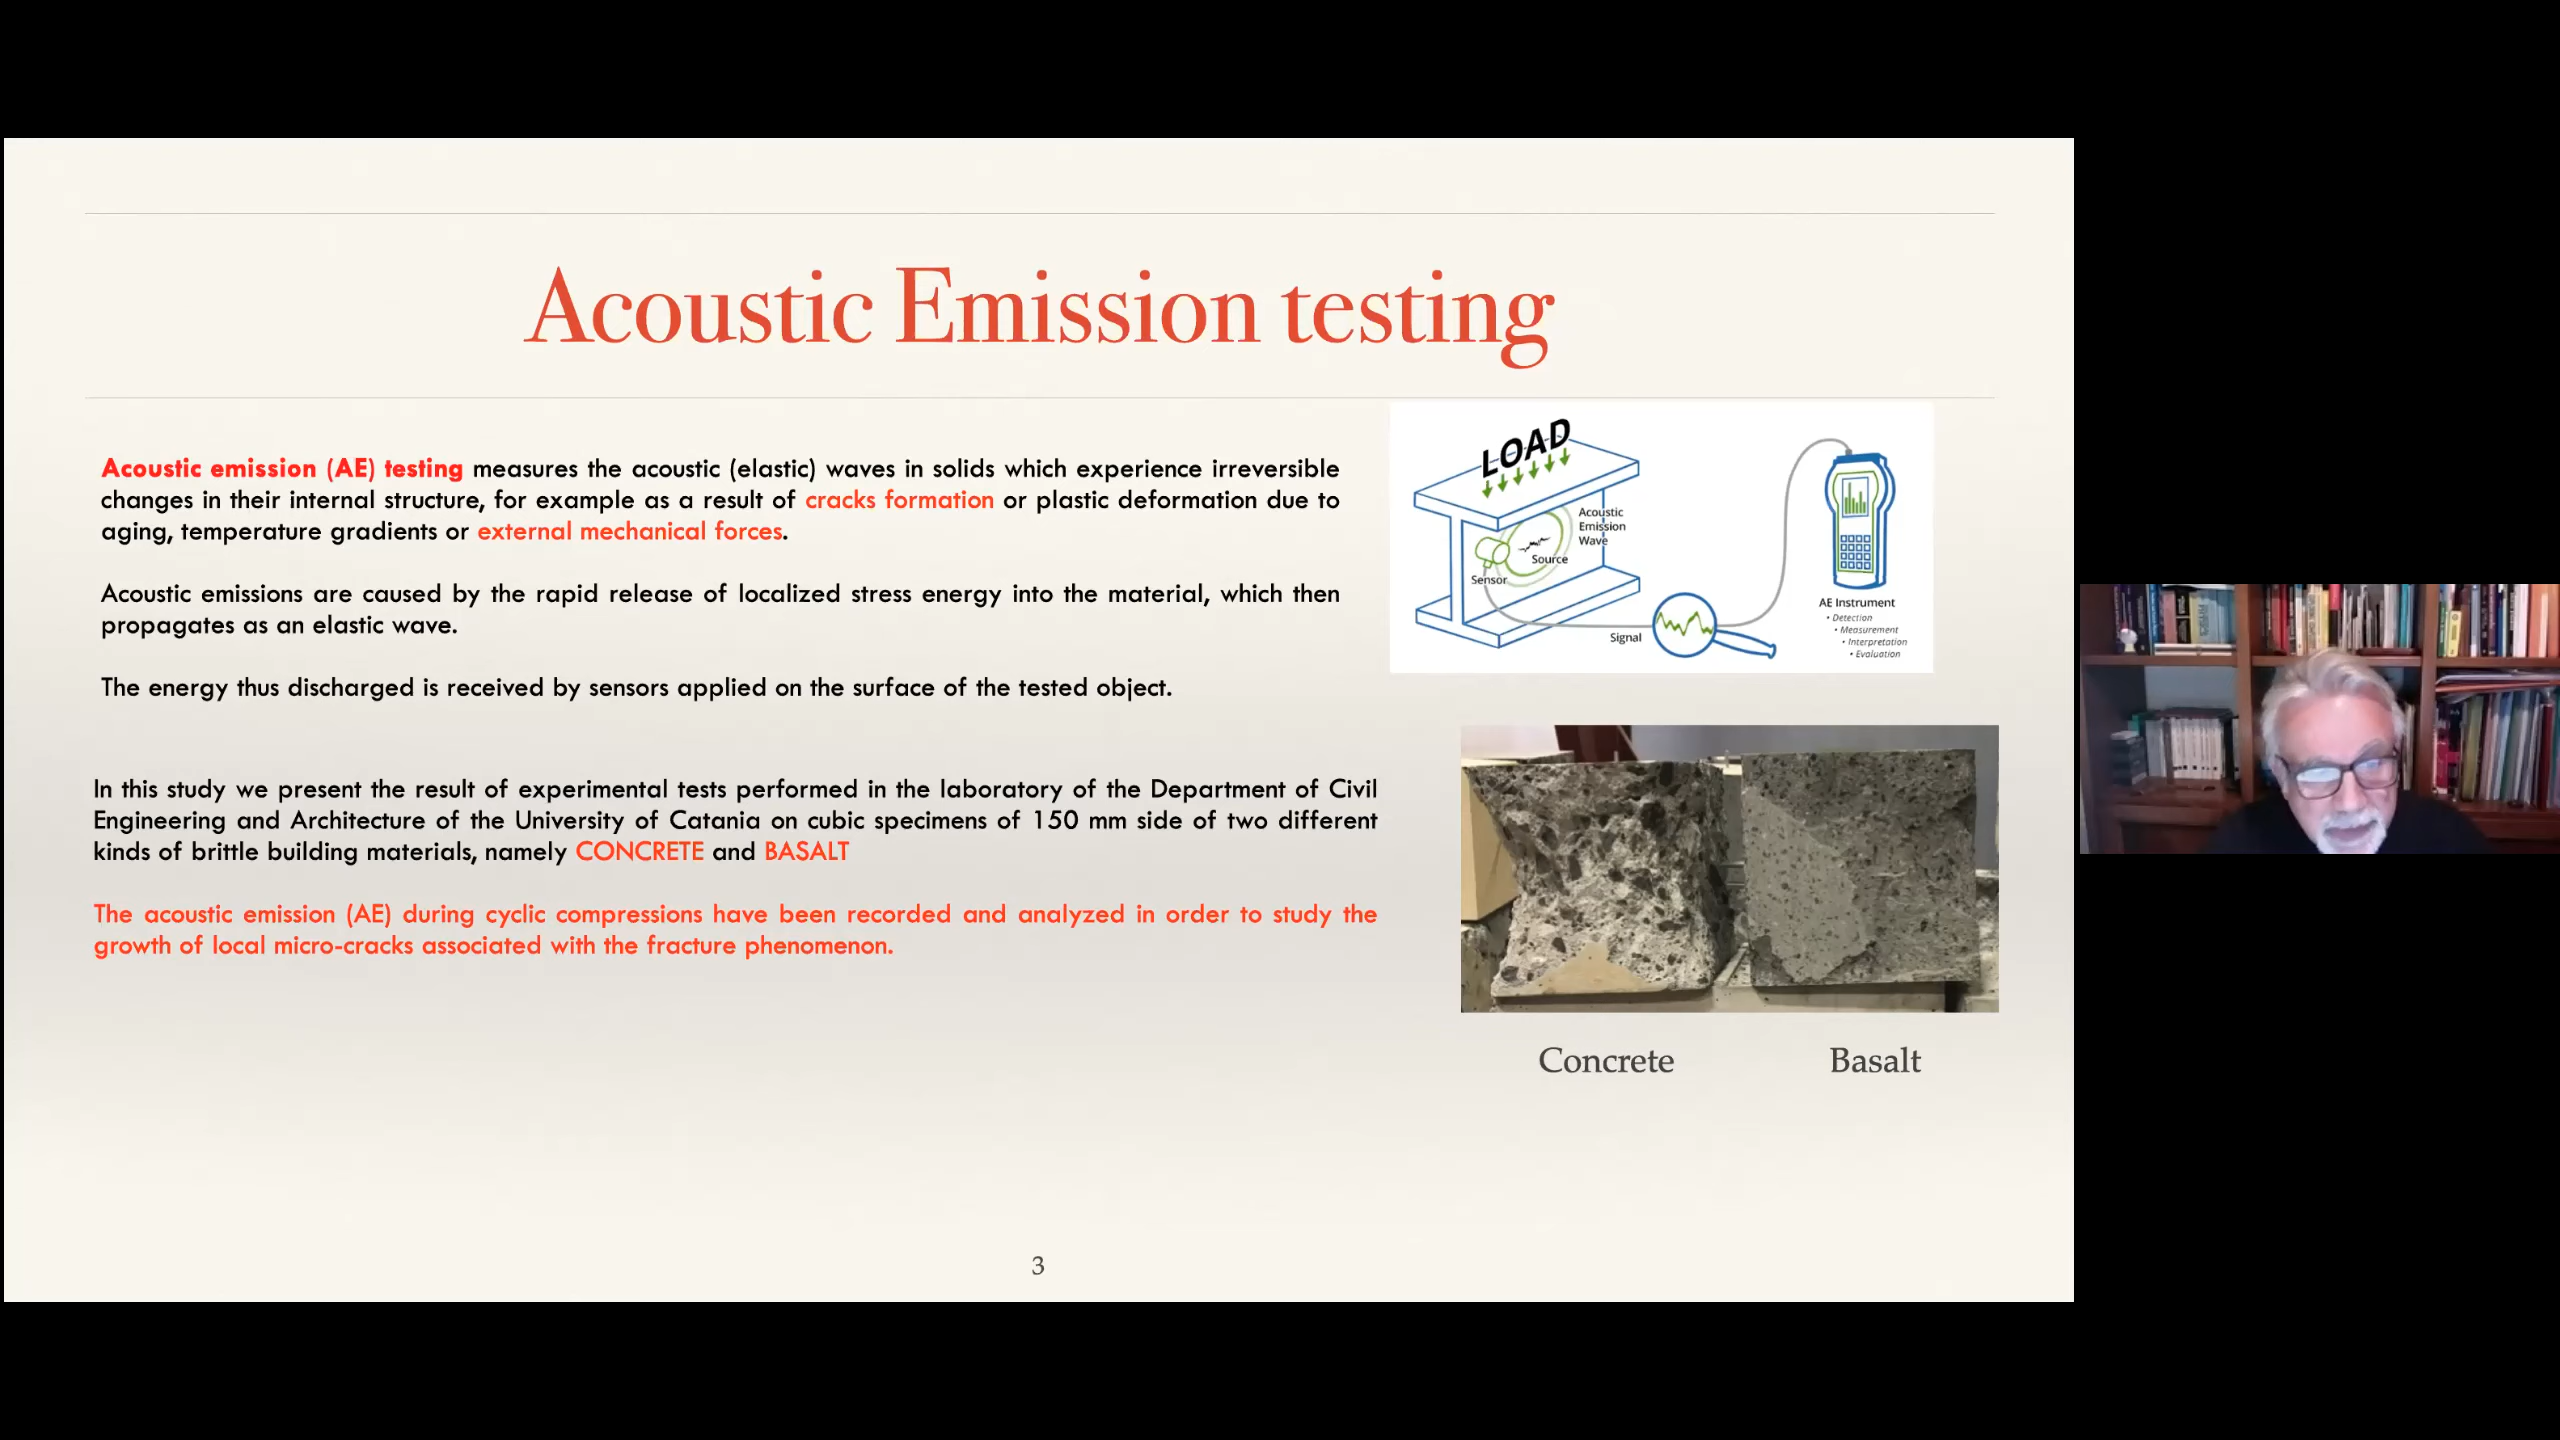 Acoustic Emission testing
Acoustic emission (AE) testing measures the acoustic (elastic) waves in solids which experience irreversible
changes in their internal structure, for example as a result of cracks formation or plastic deformation due to
aging, temperature gradients or external mechanical forces.
Acoustic emissions are caused by the rapid release of localized stress energy into the material, which then
propagates as an elastic wave.
The energy thus discharged is received by sensors applied on the surface of the tested object.
In this study we present the result of experimental tests performed in the laboratory of the Department of Civil
Engineering and Architecture of the University of Catania on cubic specimens of 150 mm side of two different
kinds of brittle building materials, namely CONCRETE and BASALT
The acoustic emission (AE) during cyclic compressions have been recorded and analyzed in order to study the
growth of local micro-cracks associated with the fracture phenomenon.
LOAD
Acoustic
Emission
Wave
Source
Sensor
Signal
AE Instrument
• Detection
• Measurement
• Interpretation
• Evaluation
Concrete
Basalt
3